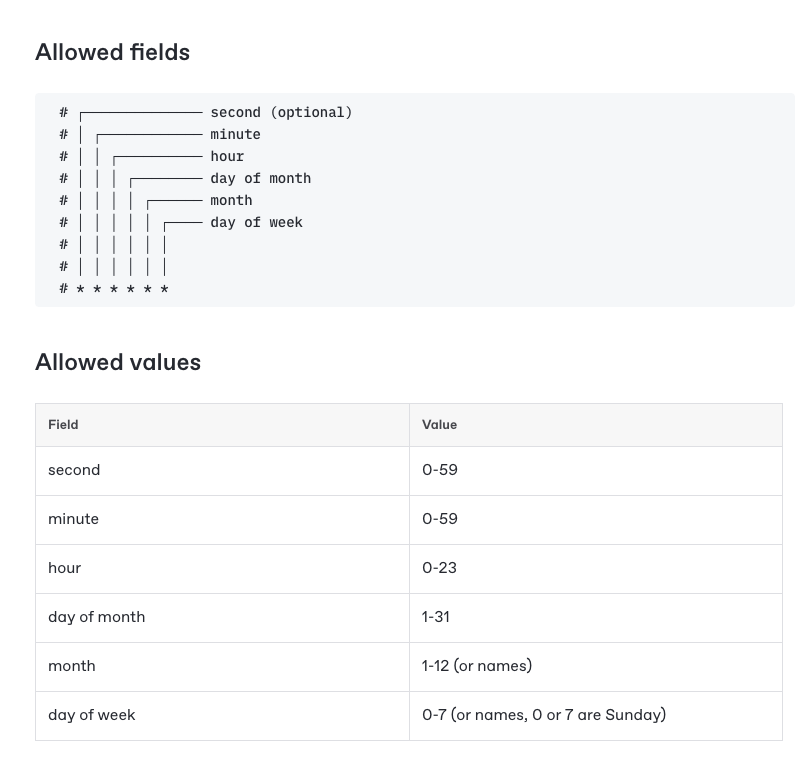 Allowed fields
# ┌────────────── second (optional)
# │ ┌──────────── minute
# │ │ ┌────────── hour
# │ │ │ ┌──────── day of month
# │ │ │ │ ┌────── month
# │ │ │ │ │ ┌──── day of week
# │ │ │ │ │ │
# │ │ │ │ │ │
# * * * * * *
Allowed values
Field Value
second 0-59
minute 0-59
hour 0-23
day of month 1-31
month 1-12 (or names)
day of week 0-7 (or names, 0 or 7 are Sunday)